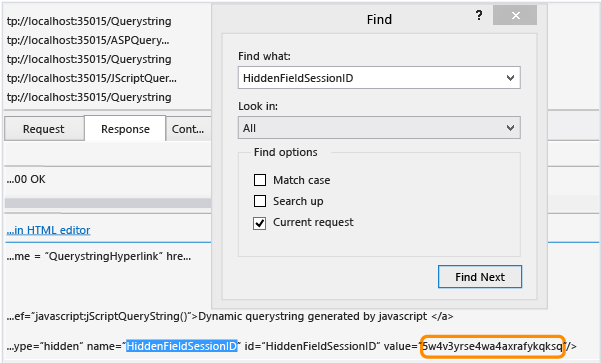 tp://localhost:35015/Querystring
tp://localhost:35015/ASPQuery...
tp://localhost:35015/Querystring
tp://localhost:35015/JScriptQuer...
tp://localhost:35015/Querystring
Request Response Cont...
...00 OK
...in HTML editor
...me = "QuerystringHyperlink" hre...
...ef="javascript:jScriptQueryString()">Dynamic querystring generated by javascript </a>
...ype="hidden" name="HiddenFieldSessionID" id="HiddenFieldSessionID" value="5w4v3yrse4wa4axrafykqksq"/>
Find
?
Find what:
HiddenFieldSessionID
Look in:
All
Find options
Match case
Search up
Current request
Find Next